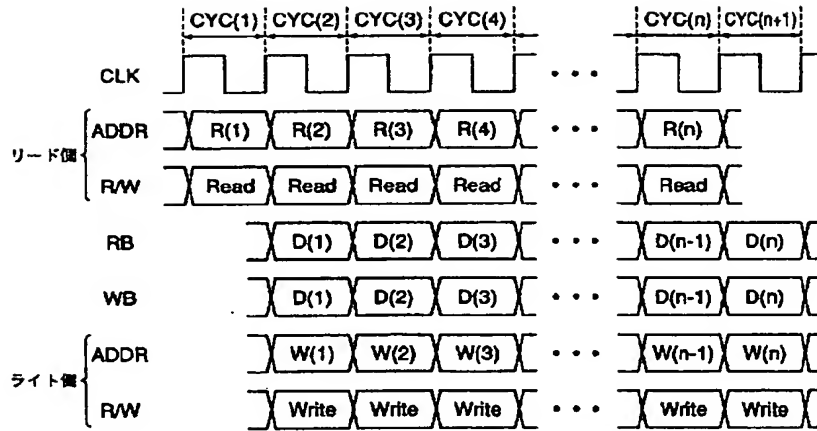 CYC(1) CYC(2) CYC(3) CYC(4) CYC(n) CYC(n+1)
CLK
リード側
ADDR R(1) R(2) R(3) R(4) R(n)
R/W Read Read Read Read Read
RB D(1) D(2) D(3) D(n-1) D(n)
WB D(1) D(2) D(3) D(n-1) D(n)
ライト側
ADDR W(1) W(2) W(3) W(n-1) W(n)
R/W Write Write Write Write Write